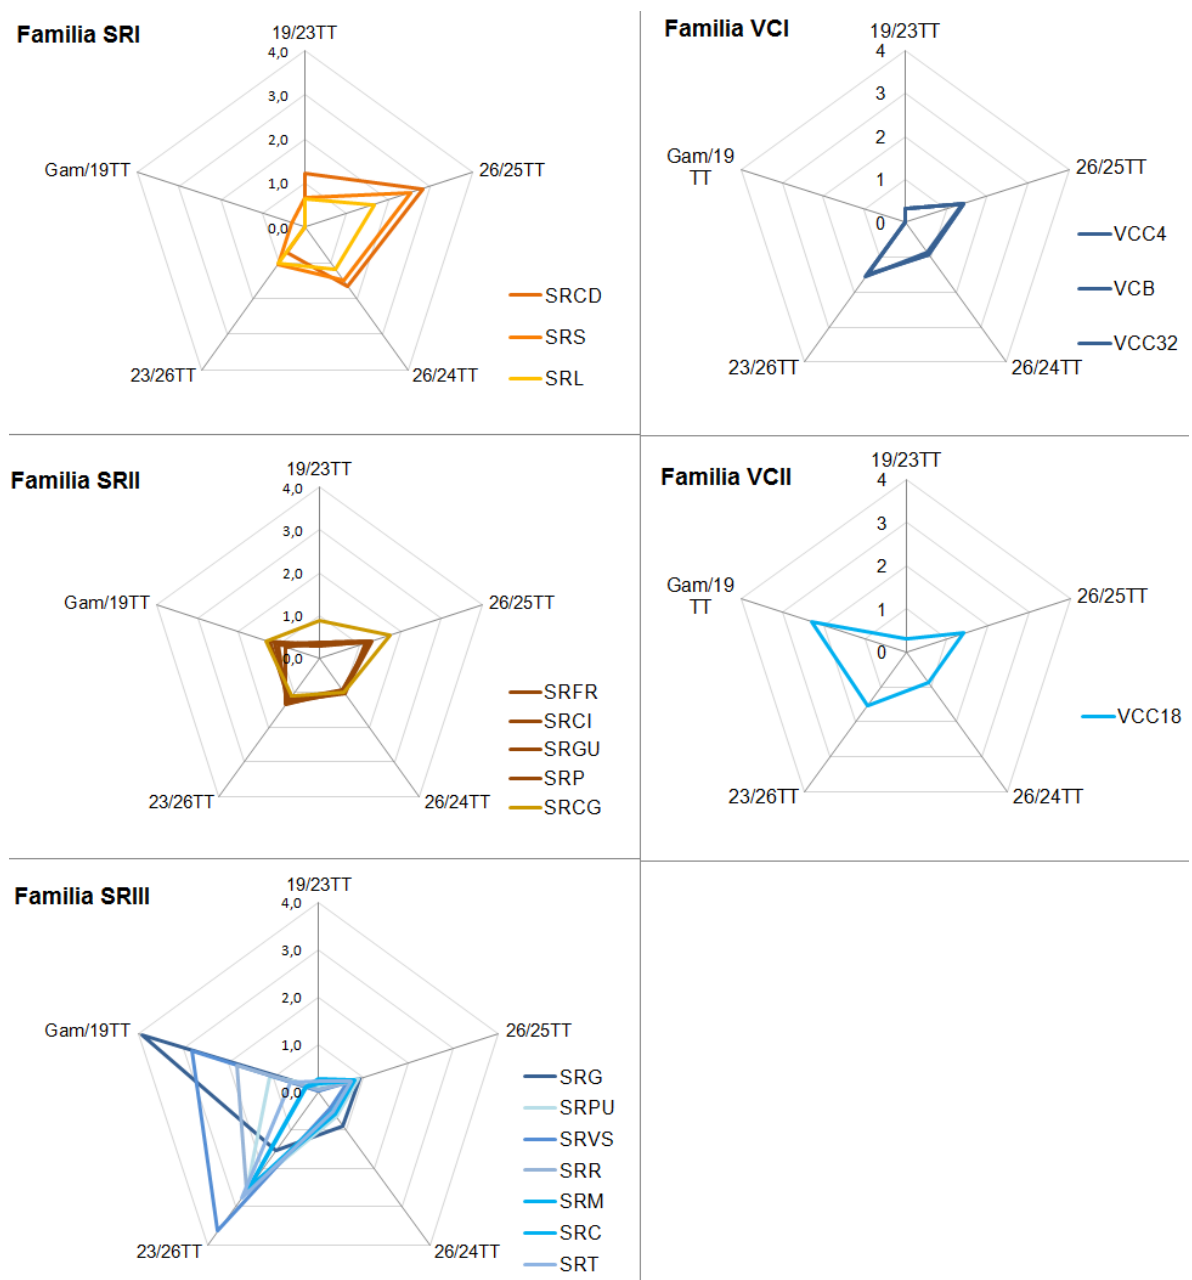 Familia SRI
19/23TT
4,0
3,0
2,0
1,0
0,0
Gam/19TT
26/25TT
23/26TT
26/24TT
SRCD
SRS
SRL
Familia VCI
19/23TT
4
3
2
1
0
Gam/19
TT
26/25TT
23/26TT
26/24TT
VCC4
VCB
VCC32
Familia SRII
19/23TT
4,0
3,0
2,0
1,0
0,0
Gam/19TT
26/25TT
23/26TT
26/24TT
SRFR
SRCI
SRGU
SRP
SRCG
Familia VCII
19/23TT
4
3
2
1
0
Gam/19
TT
26/25TT
23/26TT
26/24TT
VCC18
Familia SRIII
19/23TT
4,0
3,0
2,0
1,0
0,0
Gam/19TT
26/25TT
23/26TT
26/24TT
SRG
SRPU
SRVS
SRR
SRM
SRC
SRT